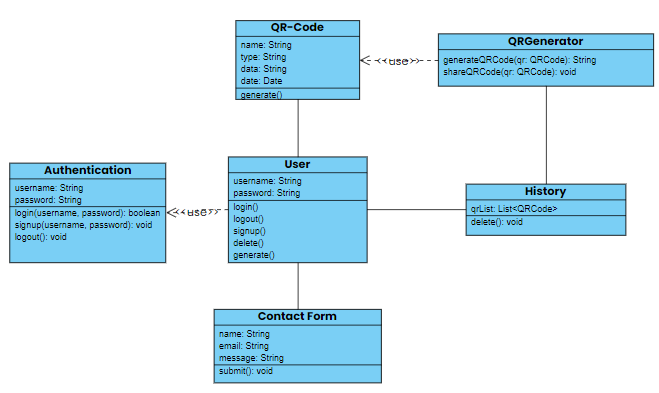 QR-Code
name: String
type: String
data: String
date: Date
generate()
<<use>>
QRGenerator
generateQRCode(qr: QRCode): String
shareQRCode(qr: QRCode): void
Authentication
username: String
password: String
login(username, password): boolean
signup(username, password): void
logout(): void
<<use>>
User
username: String
password: String
login()
logout()
signup()
delete()
generate()
History
qrList: List<QRCode>
delete(): void
Contact Form
name: String
email: String
message: String
submit(): void